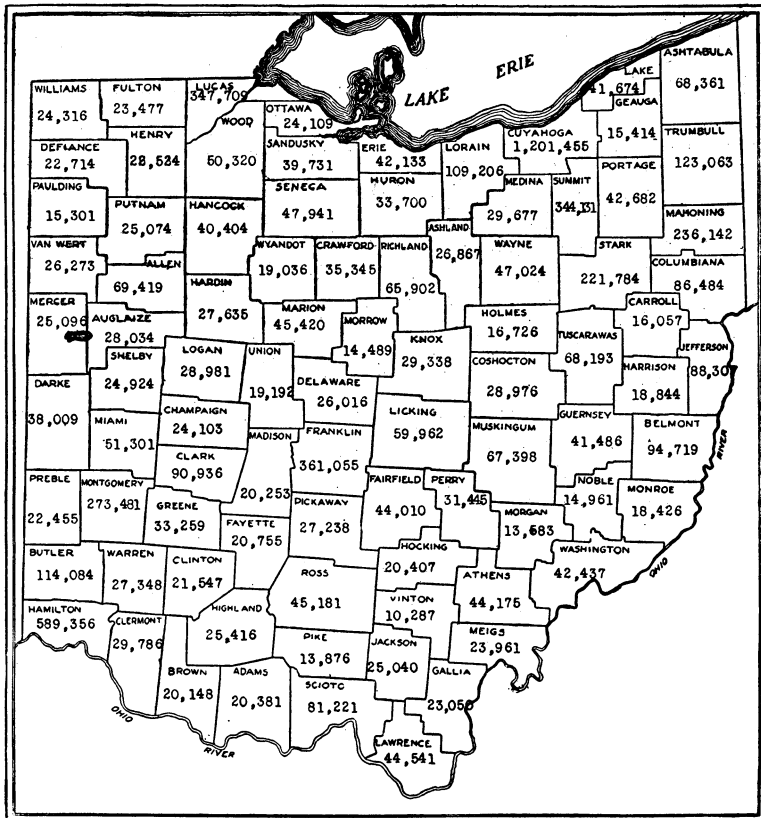 LAKE ERIE
WILLIAMS
24,316
FULTON
23,477
LUCAS
347,709
WOOD
50,320
OTTAWA
24,109
LAKE
41,674
GEAUGA
15,414
ASHTABULA
68,361
DEFIANCE
22,714
HENRY
SANDUSKY
39,731
ERIE
42,133
LORAIN
109,206
CUYAHOGA
1,201,455
TRUMBULL
123,063
PAULDING
15,301
PUTNAM
25,074
HANCOCK
40,404
SENECA
47,941
HURON
33,700
MEDINA
29,677
SUMMIT
344,131
PORTAGE
42,682
MAHONING
236,142
VAN WERT
26,273
ALLEN
69,419
HARDIN
27,635
WYANDOT
19,036
CRAWFORD
35,345
RICHLAND
65,902
ASHLAND
26,867
WAYNE
47,024
STARK
221,784
COLUMBIANA
86,484
MERCER
25,096
AUGLAIZE
28,034
MARION
45,420
MORROW
14,489
KNOX
29,338
HOLMES
16,726
TUSCARAWAS
68,193
CARROLL
16,057
JEFFERSON
88,307
SHELBY
24,924
LOGAN
28,981
UNION
19,192
DELAWARE
26,016
COSHOCTON
28,976
HARRISON
18,844
DARKE
38,009
MIAMI
51,301
CHAMPAIGN
24,103
CLARK
90,936
MADISON
20,253
FRANKLIN
361,055
LICKING
59,962
MUSKINGUM
67,398
GUERNSEY
41,486
BELMONT
94,719
RIVER
PREBLE
22,455
MONTGOMERY
273,481
GREENE
33,259
FAYETTE
20,755
PICKAWAY
27,238
FAIRFIELD
44,010
PERRY
31,445
MORGAN
13,583
NOBLE
14,961
MONROE
18,426
BUTLER
114,084
WARREN
27,348
CLINTON
21,547
ROSS
45,181
HOCKING
20,407
VINTON
10,287
ATHENS
44,175
WASHINGTON
42,437
OHIO
HAMILTON
589,356
CLERMONT
29,786
HIGHLAND
25,416
PIKE
13,876
JACKSON
25,040
MEIGS
23,961
BROWN
20,148
ADAMS
20,381
SCIOTO
81,221
GALLIA
OHIO
RIVER
LAWRENCE
44,541